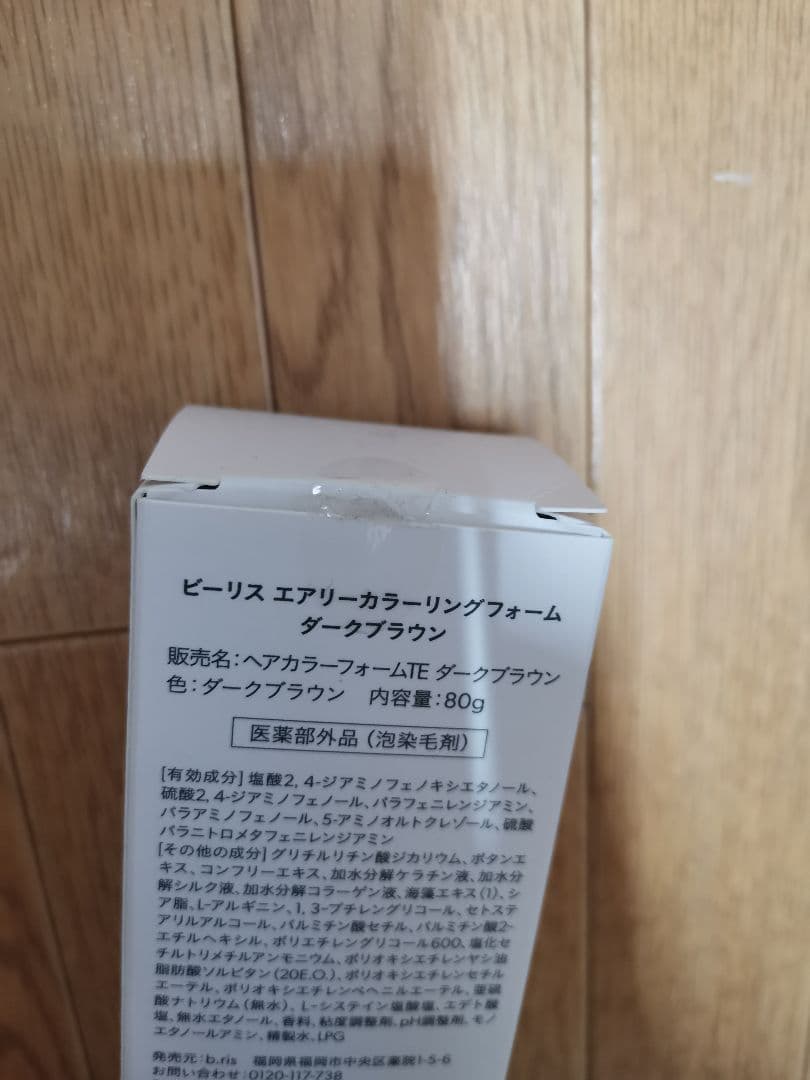 ビーリス エアリーカラーリングフォーム
ダークブラウン
販売名：ヘアカラーフォームTE ダークブラウン
色：ダークブラウン　内容量：80g
医薬部外品（泡染毛剤）
[有効成分] 塩酸2, 4-ジアミノフェノキシエタノール、
硫酸2, 4-ジアミノフェノール、パラフェニレンジアミン、
パラアミノフェノール、5-アミノオルトクレゾール、硫酸
パラニトロメタフェニレンジアミン
[その他の成分] グリチルリチン酸ジカリウム、ボタンエ
キス、コンフリーエキス、加水分解ケラチン液、加水分
解シルク液、加水分解コラーゲン液、海藻エキス（1）、シ
ア脂、L-アルギニン、1, 3-ブチレングリコール、セトステ
アリルアルコール、パルミチン酸セチル、パルミチン酸2-
エチルヘキシル、ポリエチレングリコール600、塩化セ
チルトリメチルアンモニウム、ポリオキシエチレンヤシ油
脂肪酸ソルビタン（20E.O.）、ポリオキシエチレンセチル
エーテル、ポリオキシエチレンベヘニルエーテル、亜硫
酸ナトリウム（無水）、L-システイン塩酸塩、エデト酸
塩、無水エタノール、香料、粘度調整剤、pH調整剤、モノ
エタノールアミン、精製水、LPG
発売元：b.ris　福岡県福岡市中央区薬院1-5-6
お問い合わせ：0120-117-738